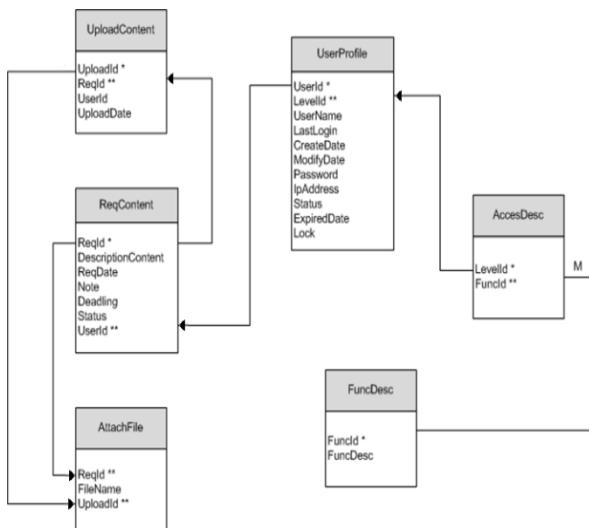 UploadContent
UploadId *
ReqId **
UserId
UploadDate
UserProfile
UserId *
LevelId **
UserName
LastLogin
CreateDate
ModifyDate
Password
IpAddress
Status
ExpiredDate
Lock
ReqContent
ReqId *
DescriptionContent
ReqDate
Note
Deadling
Status
UserId **
AccesDesc
LevelId *
FuncId **
M
FuncDesc
FuncId *
FuncDesc
AttachFile
ReqId **
FileName
UploadId **